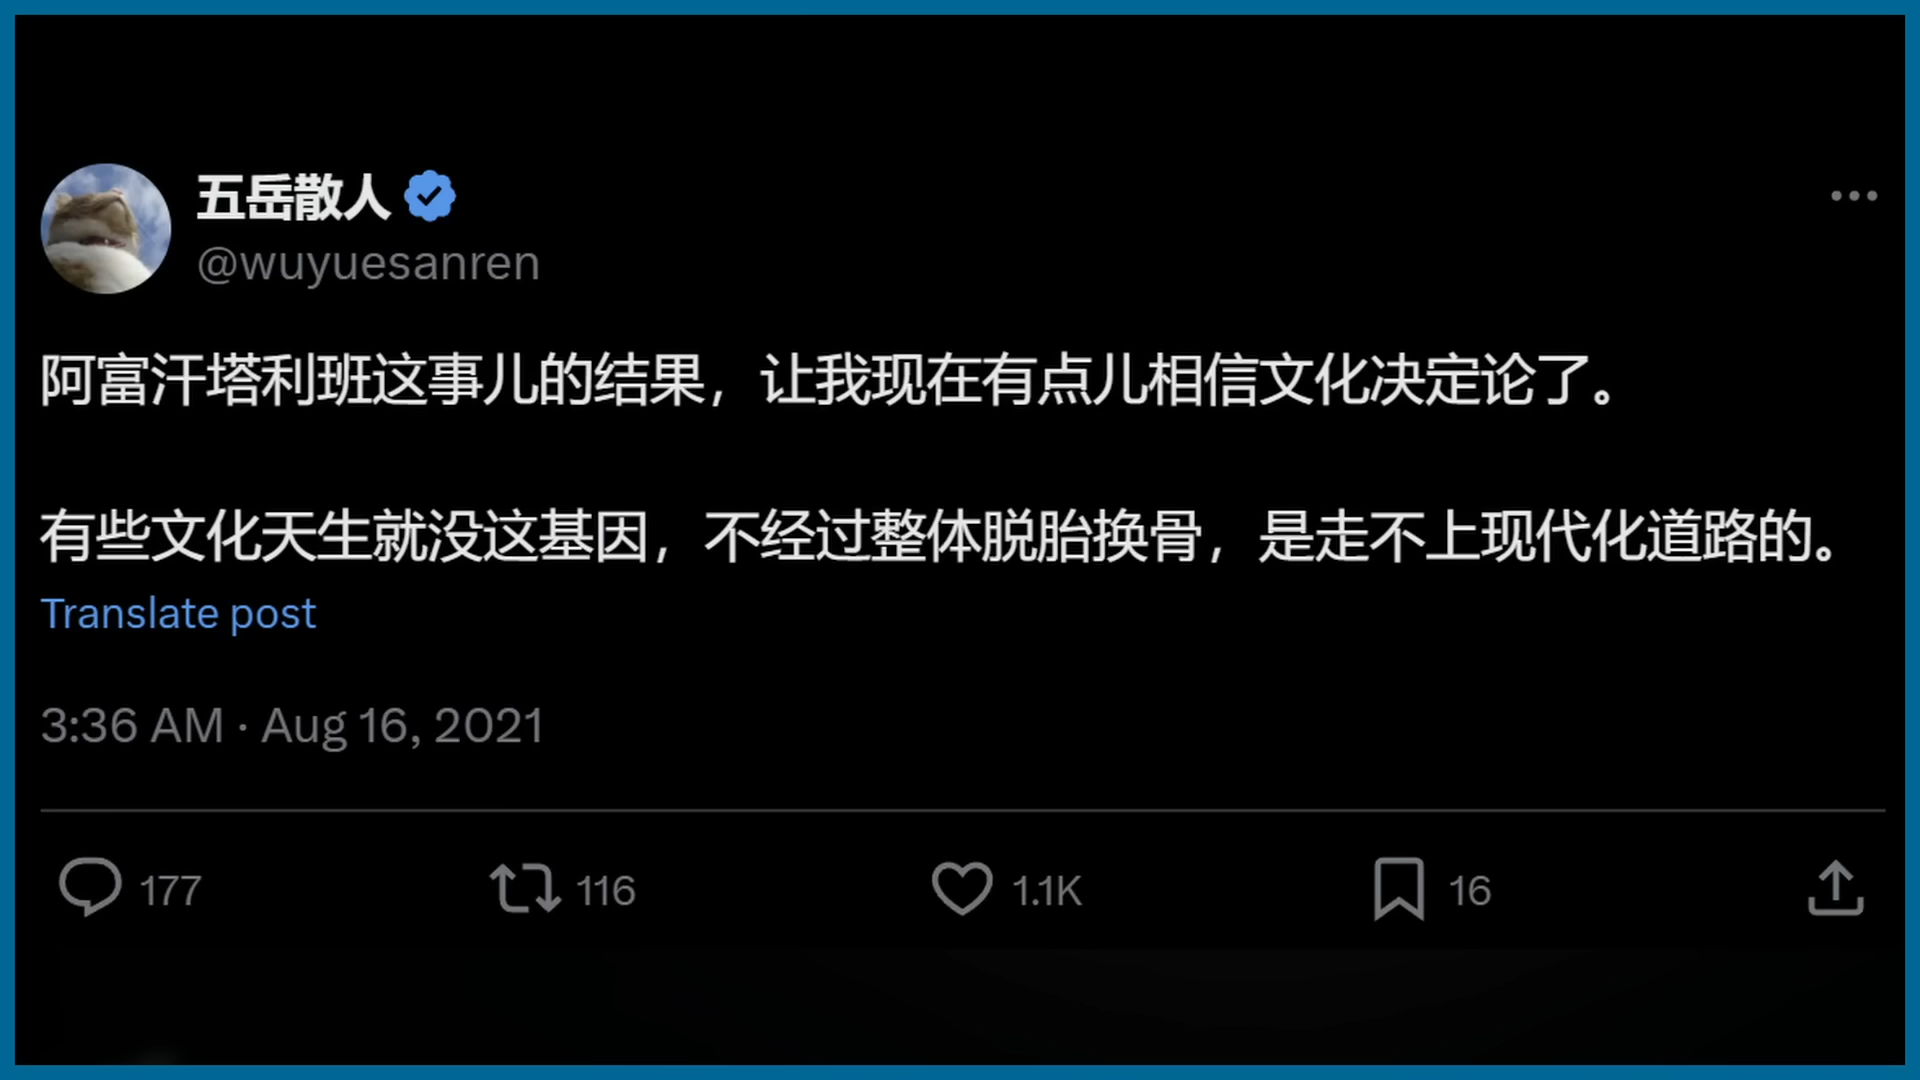 五岳散人
@wuyuesanren
阿富汗塔利班这事儿的结果，让我现在有点儿相信文化决定论了。
有些文化天生就没这基因，不经过整体脱胎换骨，是走不上现代化道路的。
Translate post
3:36 AM · Aug 16, 2021
177 116 1.1K 16